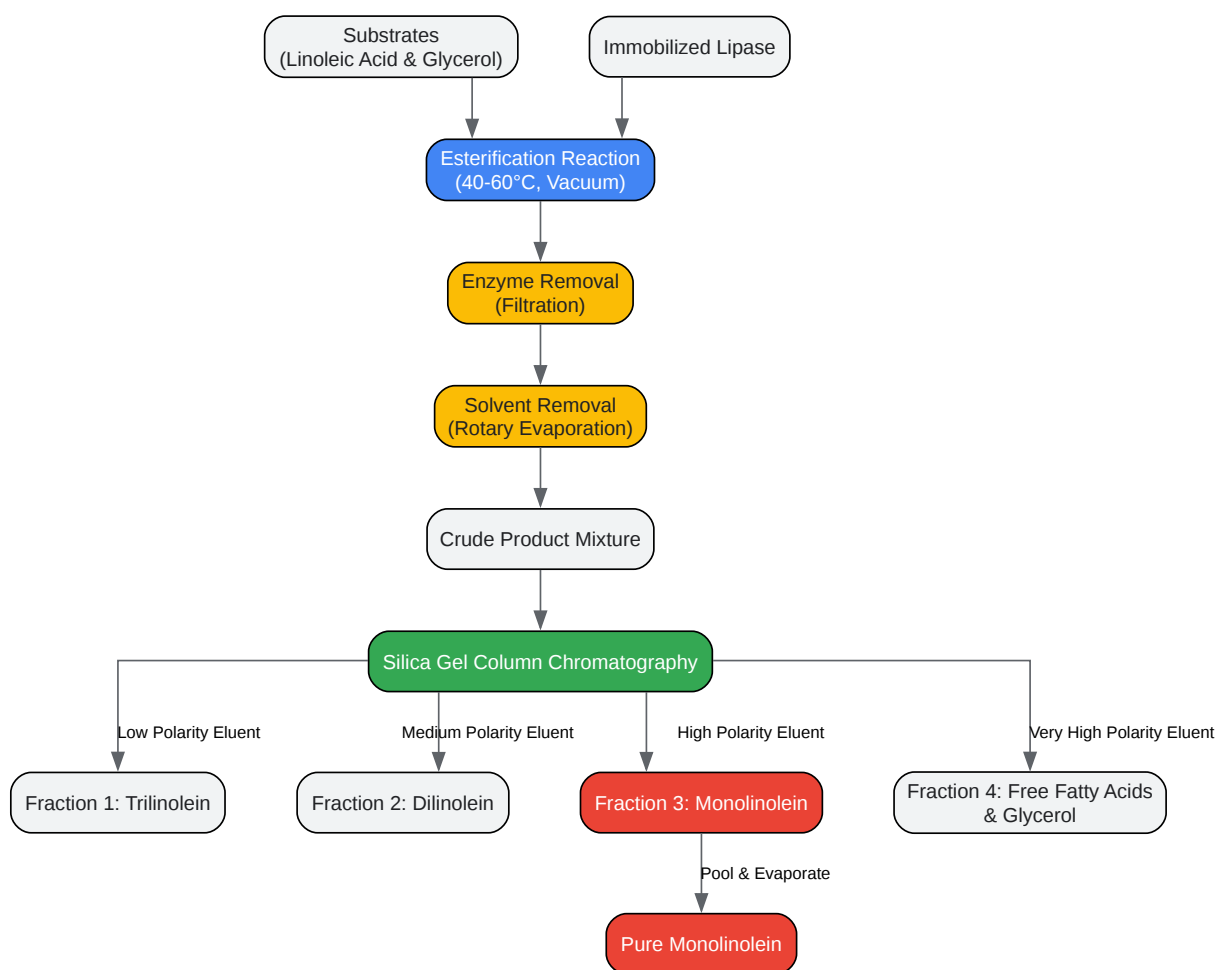 Substrates
(Linoleic Acid & Glycerol)
Immobilized Lipase
Esterification Reaction
(40-60°C, Vacuum)
Enzyme Removal
(Filtration)
Solvent Removal
(Rotary Evaporation)
Crude Product Mixture
Silica Gel Column Chromatography
Low Polarity Eluent
Medium Polarity Eluent
High Polarity Eluent
Very High Polarity Eluent
Fraction 1: Trilinolein
Fraction 2: Dilinolein
Fraction 3: Monolinolein
Fraction 4: Free Fatty Acids
& Glycerol
Pool & Evaporate
Pure Monolinolein